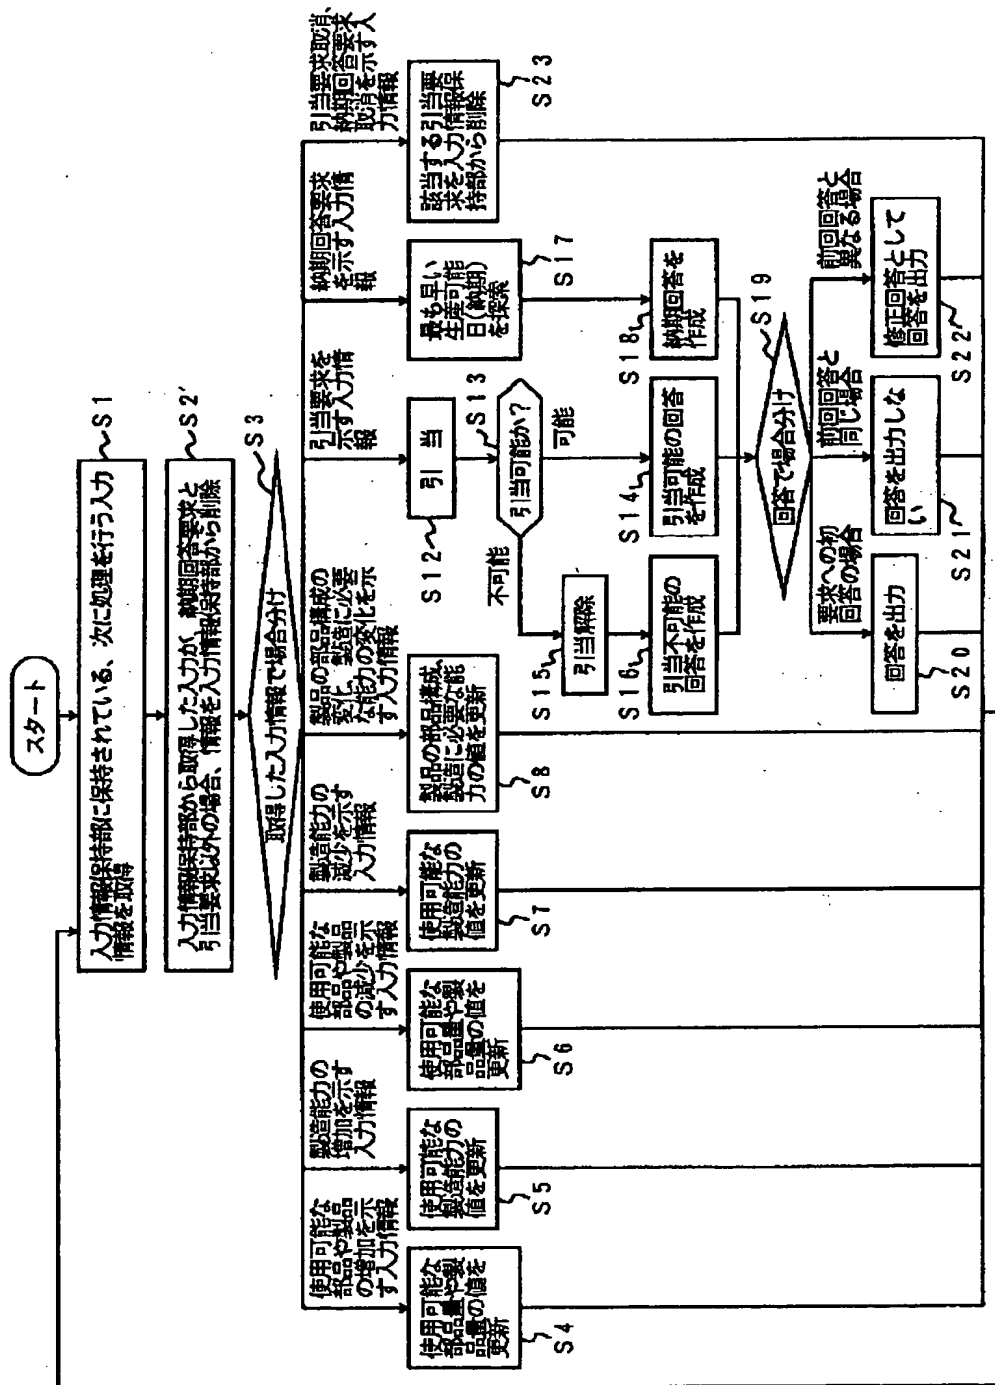 スタート
入力情報保持部に保持されている、次に処理を行う入力
情報を取得
S1
入力情報保持部から取得した入力が、納期回答要求と
引当要求以外の場合、情報を入力情報保持部から削除
S2'
取得した入力情報で場合分け
S3
使用可能な
部品や製品
の増加を示
す入力情報
使用可能な
部品量や製
品量の値を
更新
S4
製造能力の
増加を示す
入力情報
使用可能な
製造能力の
値を更新
S5
使用可能な
部品や製品
の減少を示
す入力情報
使用可能な
部品量や製
品量の値を
更新
S6
製造能力の
減少を示す
入力情報
使用可能な
製造能力の
値を更新
S7
製品の部品構成の
変化、製造に必要
な能力の変化を示
す入力情報
製品の部品構成、
製造に必要な能
力の値を更新
S8
引当要求を
示す入力情
報
引 当
S12
引当可能か?
S13
不可能
可能
引当解除
S15
引当不可能の
回答を作成
S16
引当可能の回答
を作成
S14
納期回答要求
を示す入力情
報
最も早い
生産可能
日(納期)
を探索
S17
納期回答を
作成
S18
引当要求取消、
納期回答要求
取消を示す入
力情報
該当する引当要
求を入力情報保
持部から削除
S23
回答で場合分け
S19
要求への初
回答の場合
回答を出力
S20
前回回答と
同じ場合
回答を出力しな
い
S21
前回回答と
異なる場合
修正回答として
回答を出力
S22